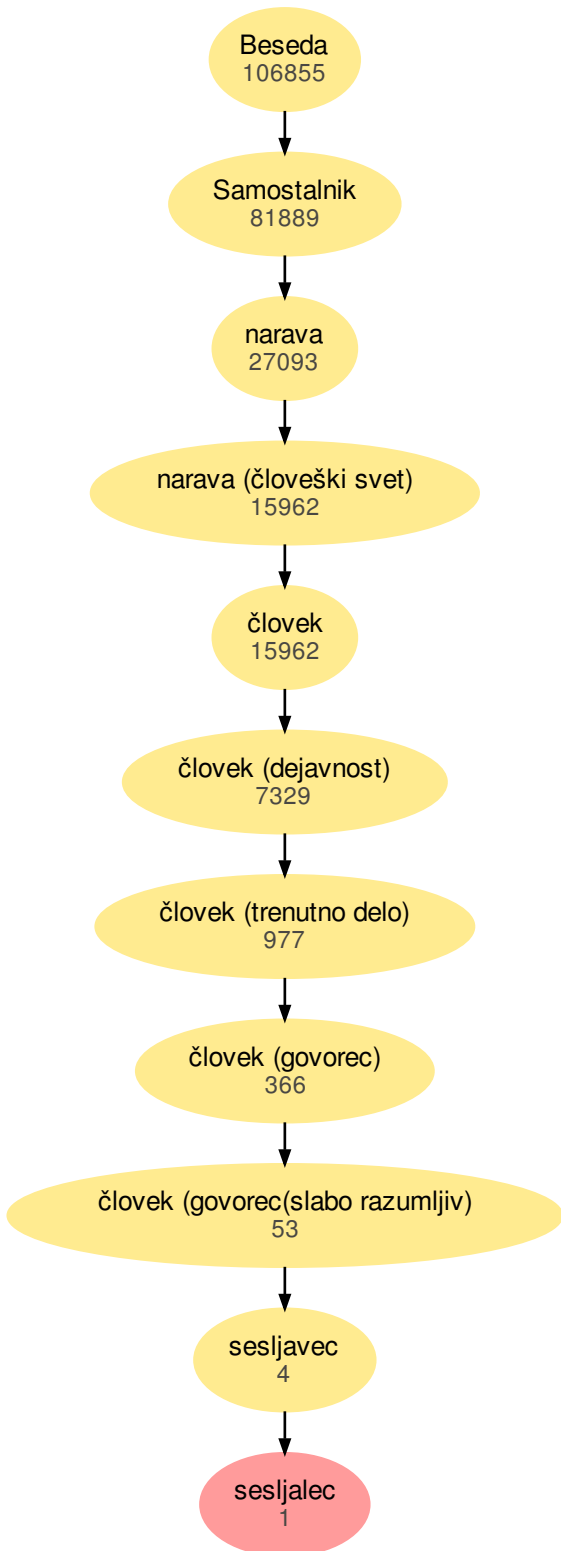 Beseda
106855
Samostalnik
81889
narava
27093
narava (človeški svet)
15962
človek
15962
človek (dejavnost)
7329
človek (trenutno delo)
977
človek (govorec)
366
človek (govorec(slabo razumljiv)
53
sesljavec
4
sesljalec
1